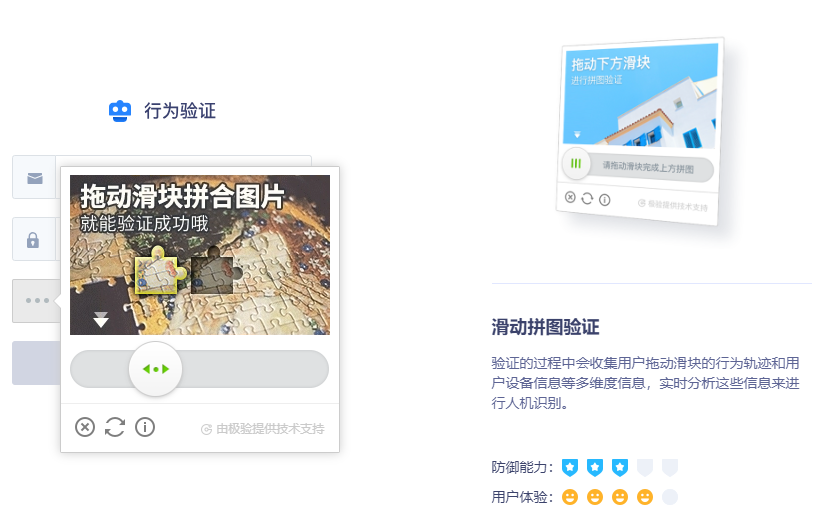 行为验证
拖动滑块拼合图片
就能验证成功哦
由极验提供技术支持
拖动下方滑块
进行拼图验证
请拖动滑块完成上方拼图
极验提供技术支持
滑动拼图验证
验证的过程中会收集用户拖动滑块的行为轨迹和用
户设备信息等多维度信息，实时分析这些信息来进
行人机识别。
防御能力：
用户体验：